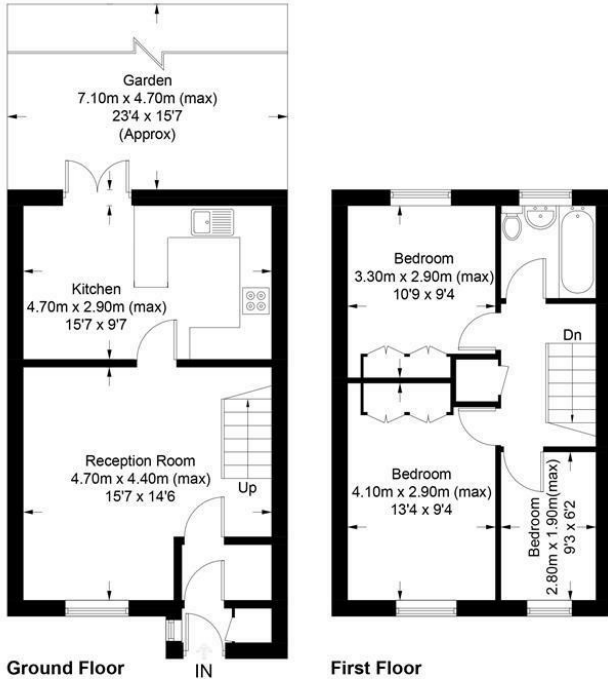 Garden
7.10m x 4.70m (max)
23'4 x 15'7
(Approx)
Kitchen
4.70m x 2.90m (max)
15'7 x 9'7
Reception Room
4.70m x 4.40m (max)
15'7 x 14'6
Up
IN
Ground Floor
Bedroom
3.30m x 2.90m (max)
10'9 x 9'4
Dn
Bedroom
4.10m x 2.90m (max)
13'4 x 9'4
Bedroom
2.80m x 1.90m(max)
9'3 x 6'2
First Floor